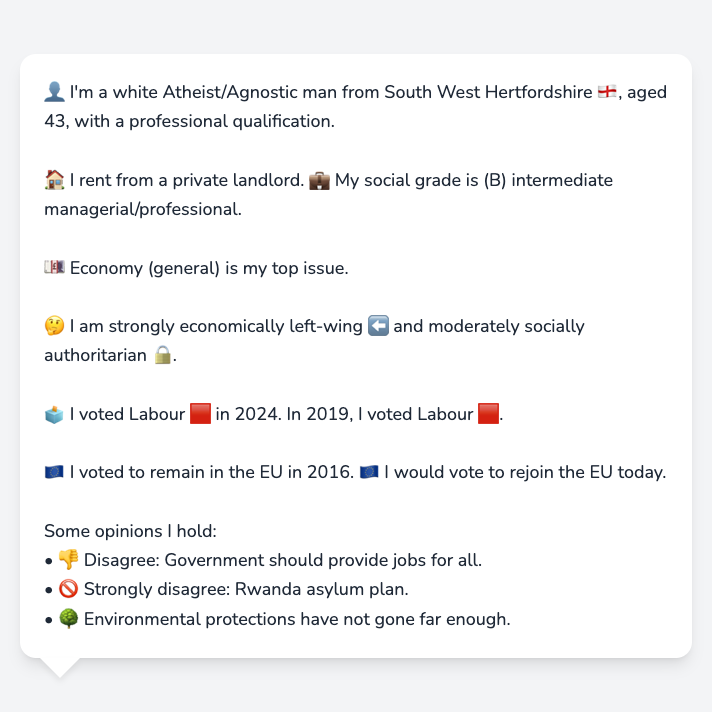 👤 I'm a white Atheist/Agnostic man from South West Hertfordshire 🏴󠁧󠁢󠁥󠁮󠁧󠁿, aged
43, with a professional qualification.
🏠 I rent from a private landlord. 💼 My social grade is (B) intermediate
managerial/professional.
💷 Economy (general) is my top issue.
🤔 I am strongly economically left-wing ⬅️ and moderately socially
authoritarian 🔒.
🗳️ I voted Labour 🟥 in 2024. In 2019, I voted Labour 🟥.
🇪🇺 I voted to remain in the EU in 2016. 🇪🇺 I would vote to rejoin the EU today.
Some opinions I hold:
• 👎 Disagree: Government should provide jobs for all.
• 🚫 Strongly disagree: Rwanda asylum plan.
• 🌳 Environmental protections have not gone far enough.